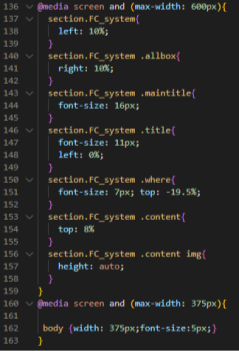 136 @media screen and (max-width: 600px){
137 section.FC_system{
138 left: 10%;
139 }
140 section.FC_system .allbox{
141 right: 10%;
142 }
143 section.FC_system .maintitle{
144 font-size: 16px;
145 }
146 section.FC_system .title{
147 font-size: 11px;
148 left: 0%;
149 }
150 section.FC_system .where{
151 font-size: 7px; top: -19.5%;
152 }
153 section.FC_system .content{
154 top: 8%
155 }
156 section.FC_system .content img{
157 height: auto;
158 }
159 }
160 @media screen and (max-width: 375px){
161
162 body {width: 375px;font-size:5px;}
163 }